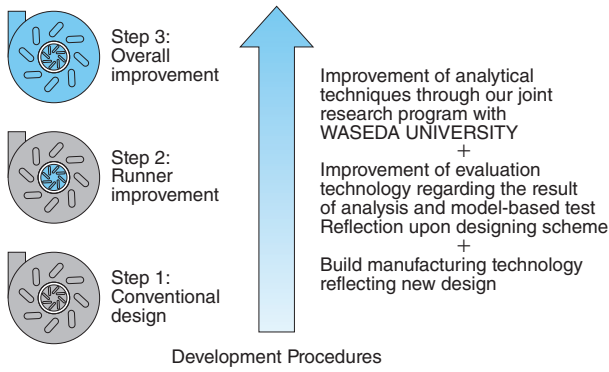 Step 3:
Overall
improvement
Step 2:
Runner
improvement
Step 1:
Conventional
design
Improvement of analytical
techniques through our joint
research program with
WASEDA UNIVERSITY
+
Improvement of evaluation
technology regarding the result
of analysis and model-based test
Reflection upon designing scheme
+
Build manufacturing technology
reflecting new design
Development Procedures